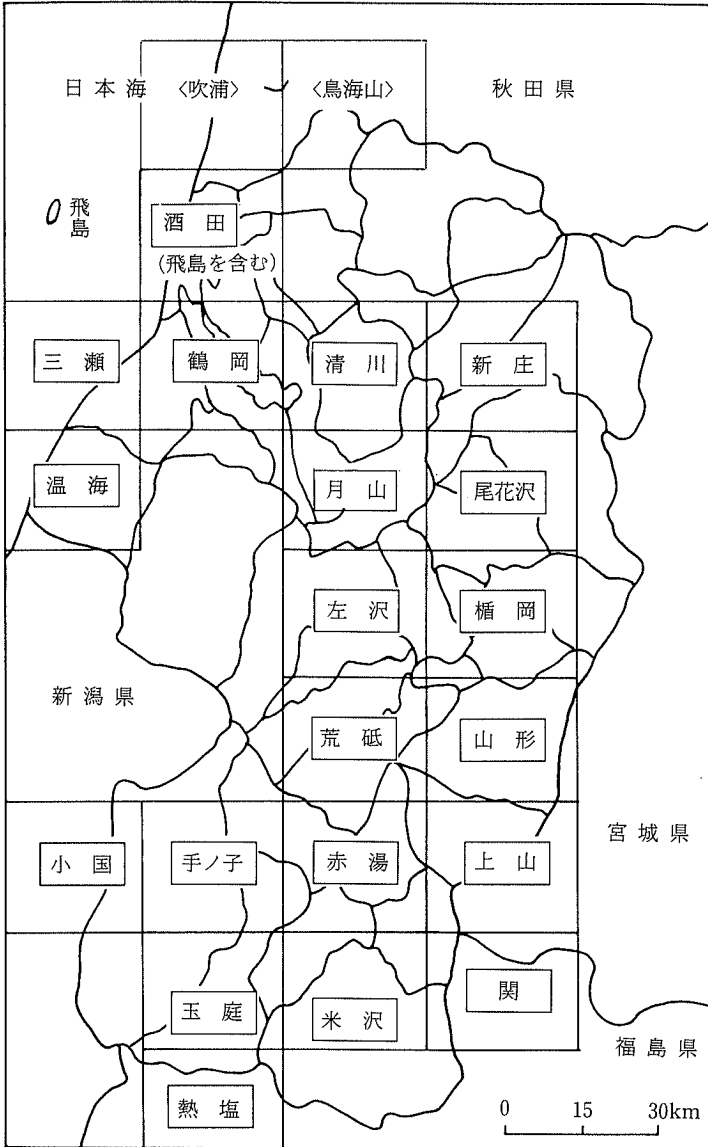 日本海
〈吹浦〉
〈鳥海山〉
秋田県
飛島
酒田
(飛島を含む)
三瀬
鶴岡
清川
新庄
温海
月山
尾花沢
左沢
楯岡
新潟県
荒砥
山形
宮城県
小国
手ノ子
赤湯
上山
玉庭
米沢
関
福島県
熱塩
0 15 30km